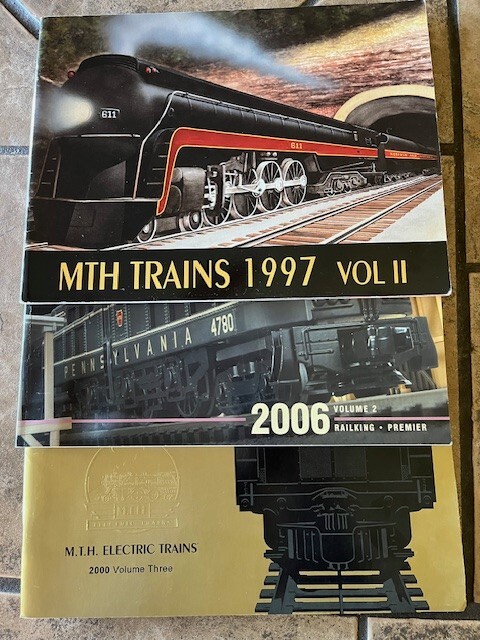 611
611
MTH TRAINS 1997 VOL II
PENNSYLVANIA 4780
2006 VOLUME 2
RAILKING • PREMIER
M.T.H. ELECTRIC TRAINS
2000 Volume Three